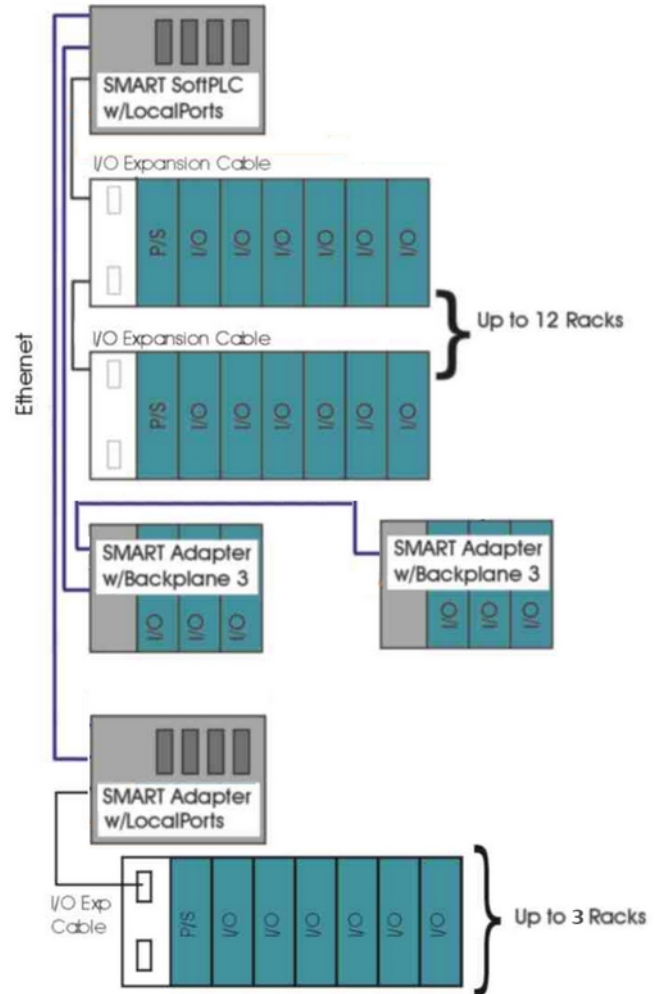 SMART SoftPLC
w/LocalPorts
I/O Expansion Cable
P/S I/O I/O I/O I/O I/O I/O
Up to 12 Racks
I/O Expansion Cable
P/S I/O I/O I/O I/O I/O I/O
Ethernet
SMART Adapter
w/Backplane 3
I/O I/O I/O
SMART Adapter
w/Backplane 3
I/O I/O I/O
SMART Adapter
w/LocalPorts
I/O Exp
Cable
P/S I/O I/O I/O I/O I/O I/O
Up to 3 Racks